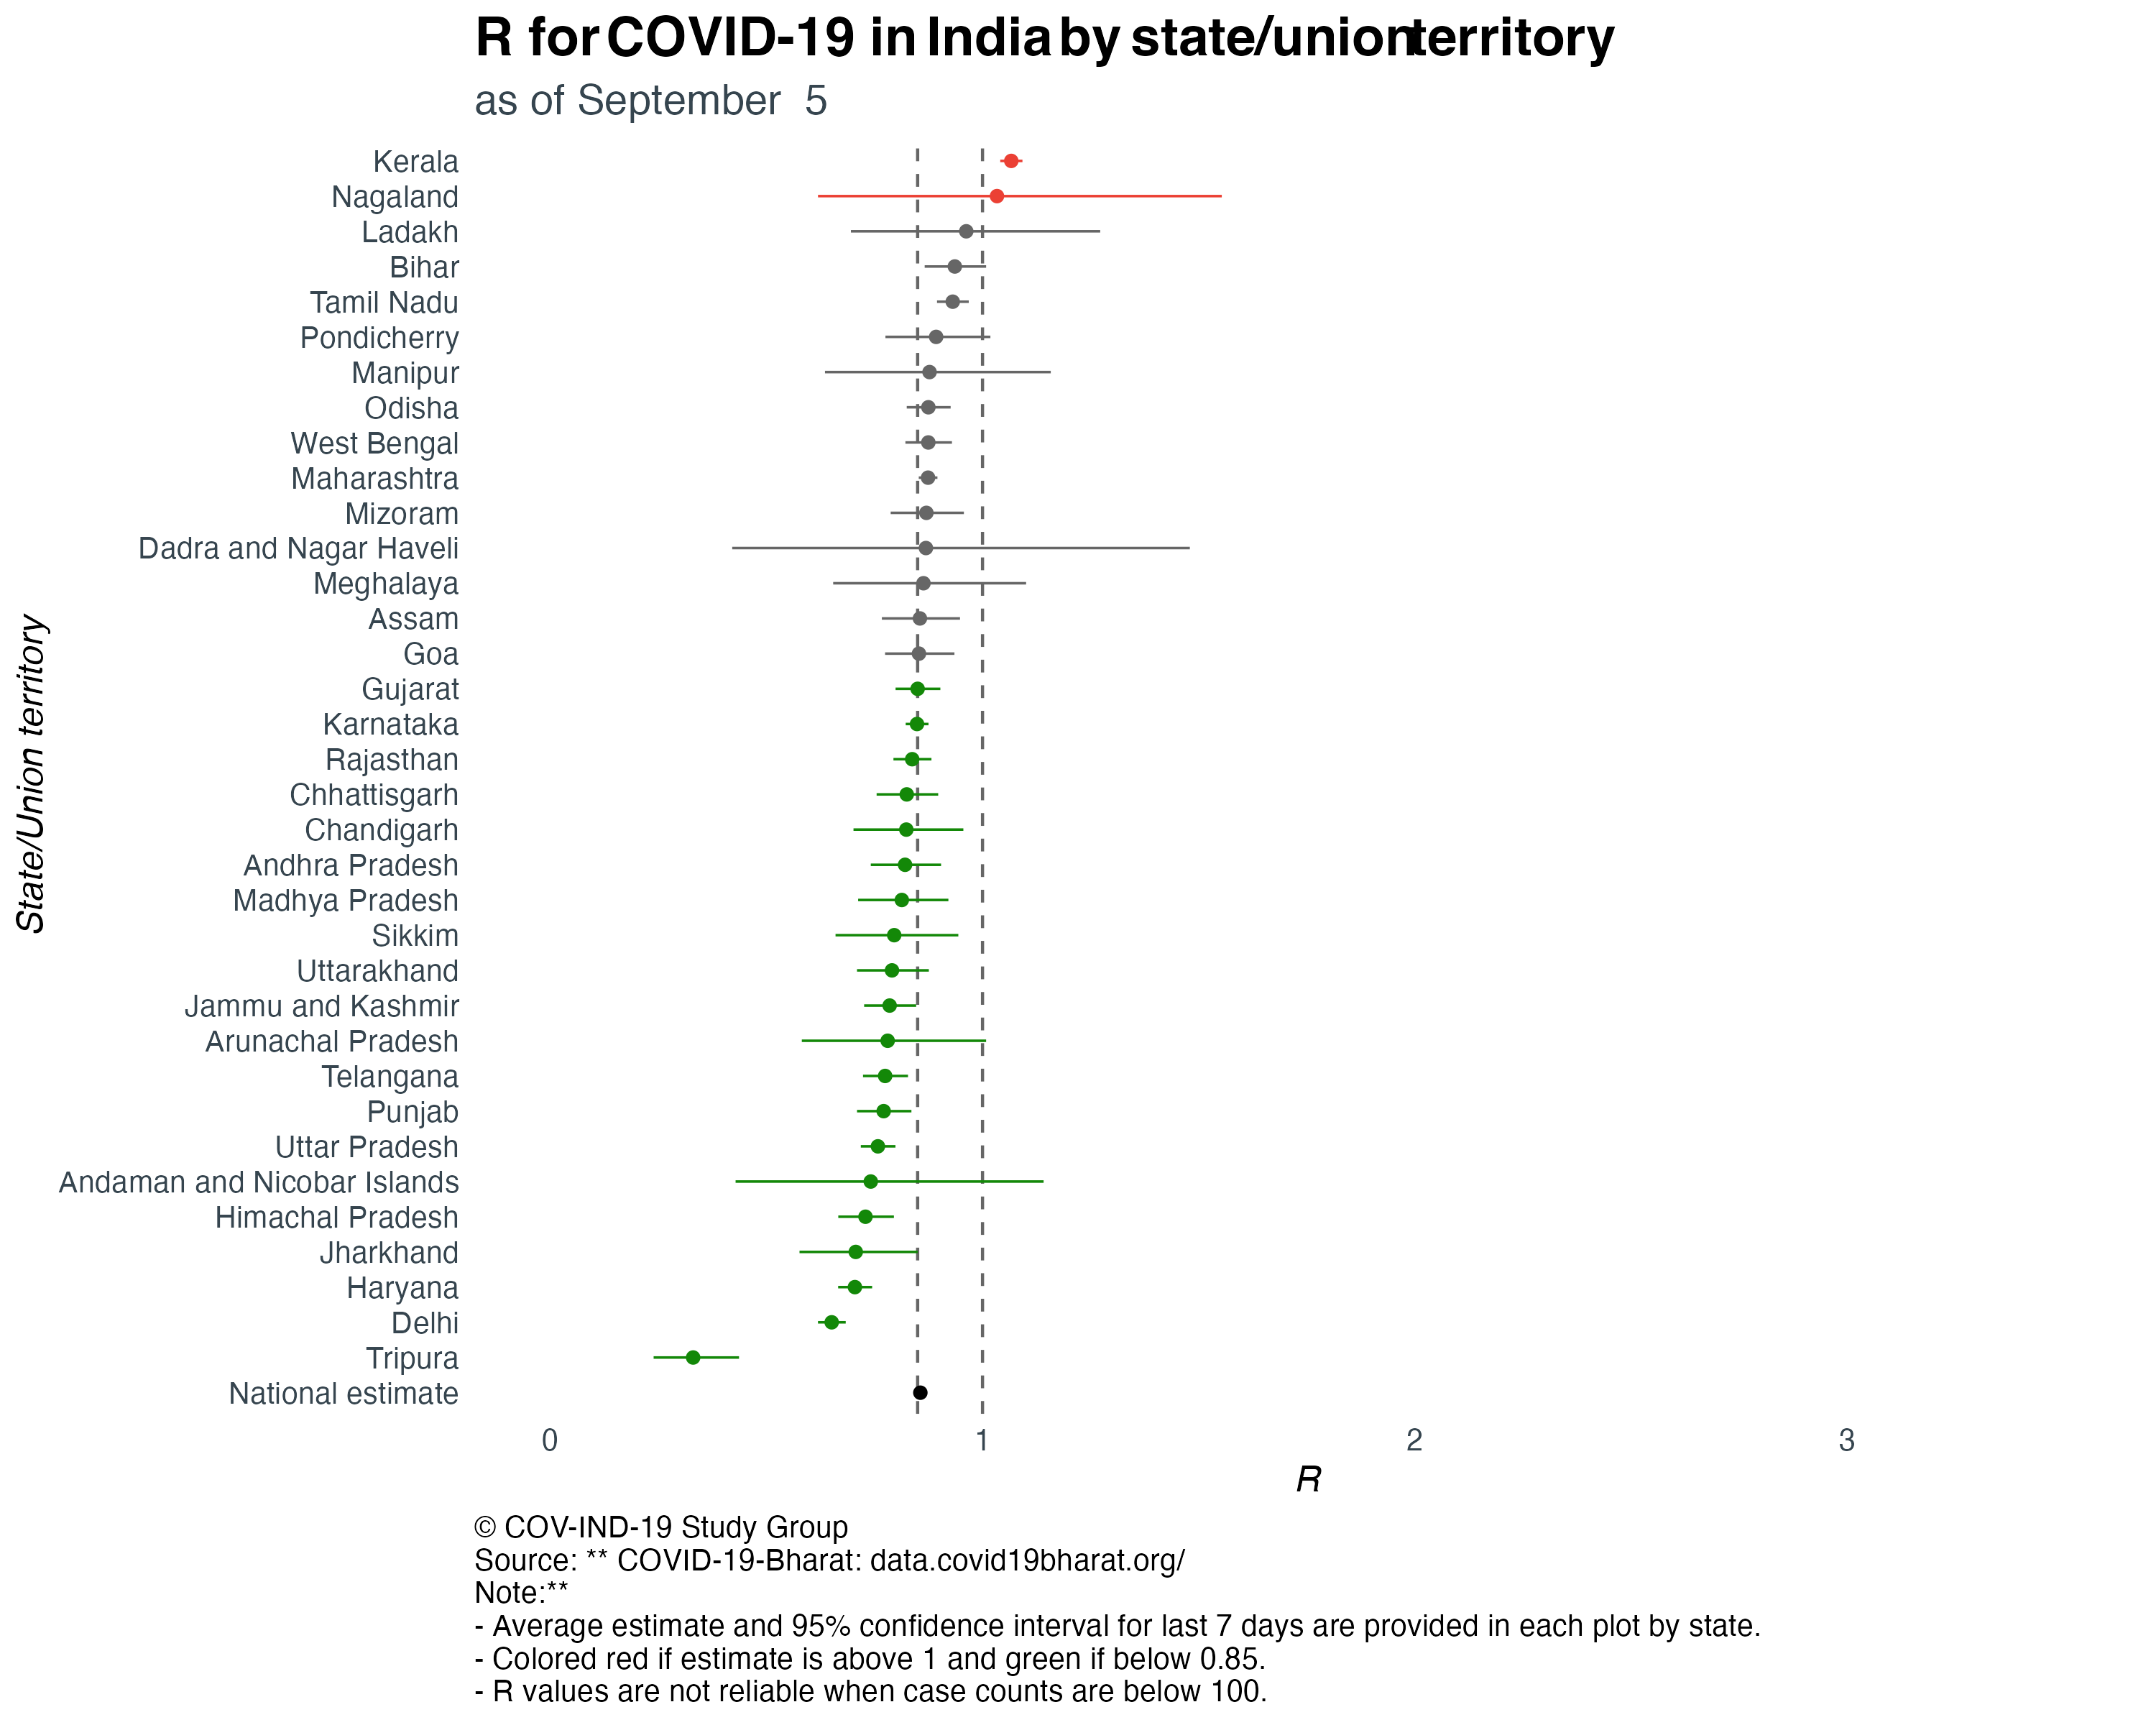 R for COVID-19 in India by state/union territory
as of September 5
Kerala
Nagaland
Ladakh
Bihar
Tamil Nadu
Pondicherry
Manipur
Odisha
West Bengal
Maharashtra
Mizoram
Dadra and Nagar Haveli
Meghalaya
Assam
Goa
Gujarat
Karnataka
Rajasthan
Chhattisgarh
Chandigarh
Andhra Pradesh
Madhya Pradesh
Sikkim
Uttarakhand
Jammu and Kashmir
Arunachal Pradesh
Telangana
Punjab
Uttar Pradesh
Andaman and Nicobar Islands
Himachal Pradesh
Jharkhand
Haryana
Delhi
Tripura
National estimate
State/Union territory
0 1 2 3
R
© COV-IND-19 Study Group
Source: ** COVID-19-Bharat: data.covid19bharat.org/
Note:**
- Average estimate and 95% confidence interval for last 7 days are provided in each plot by state.
- Colored red if estimate is above 1 and green if below 0.85.
- R values are not reliable when case counts are below 100.